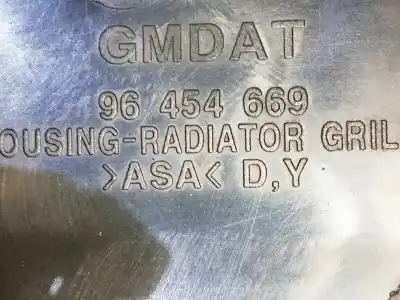 GMDAT
96 454 669
OUSING-RADIATOR GRIL
>ASA< D,Y